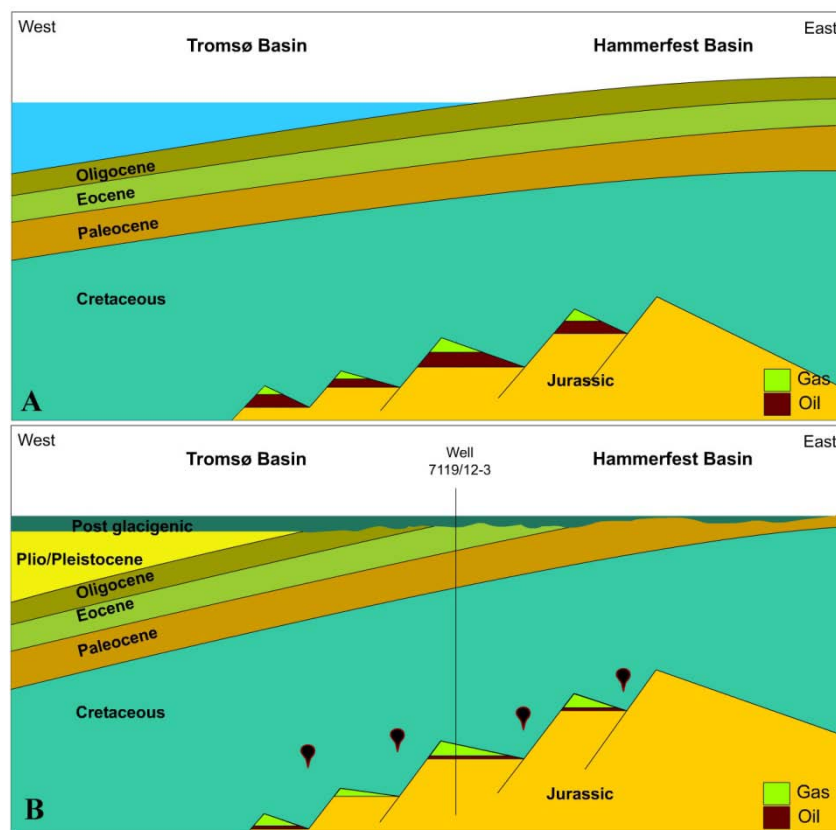 West
East
Tromsø Basin
Hammerfest Basin
Oligocene
Eocene
Paleocene
Cretaceous
Jurassic
Gas
Oil
A
West
East
Tromsø Basin
Well
7119/12-3
Hammerfest Basin
Post glacigenic
Plio/Pleistocene
Oligocene
Eocene
Paleocene
Cretaceous
Jurassic
Gas
Oil
B